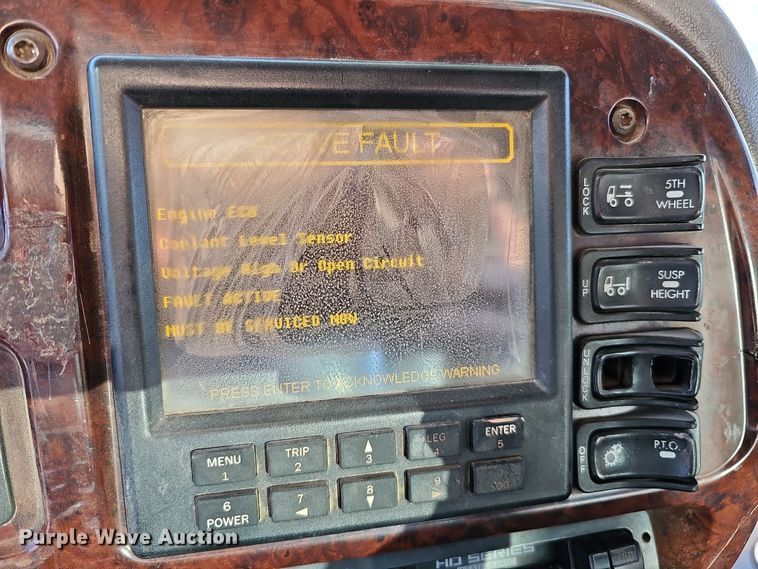 E FAULT
Engine ECU
Coolant Level Sensor
Voltage High Or Open Circuit
FAULT ACTIVE
MUST BE SERVICED NOW
PRESS ENTER TO ACKNOWLEDGE WARNING
MENU
1
TRIP
2
3
LEG
4
ENTER
5
6
POWER
7
8
9
LOCK
5TH
WHEEL
UP
SUSP
HEIGHT
UNLOCK
OFF
P.T.O.
HD SERIES
Purple Wave Auction